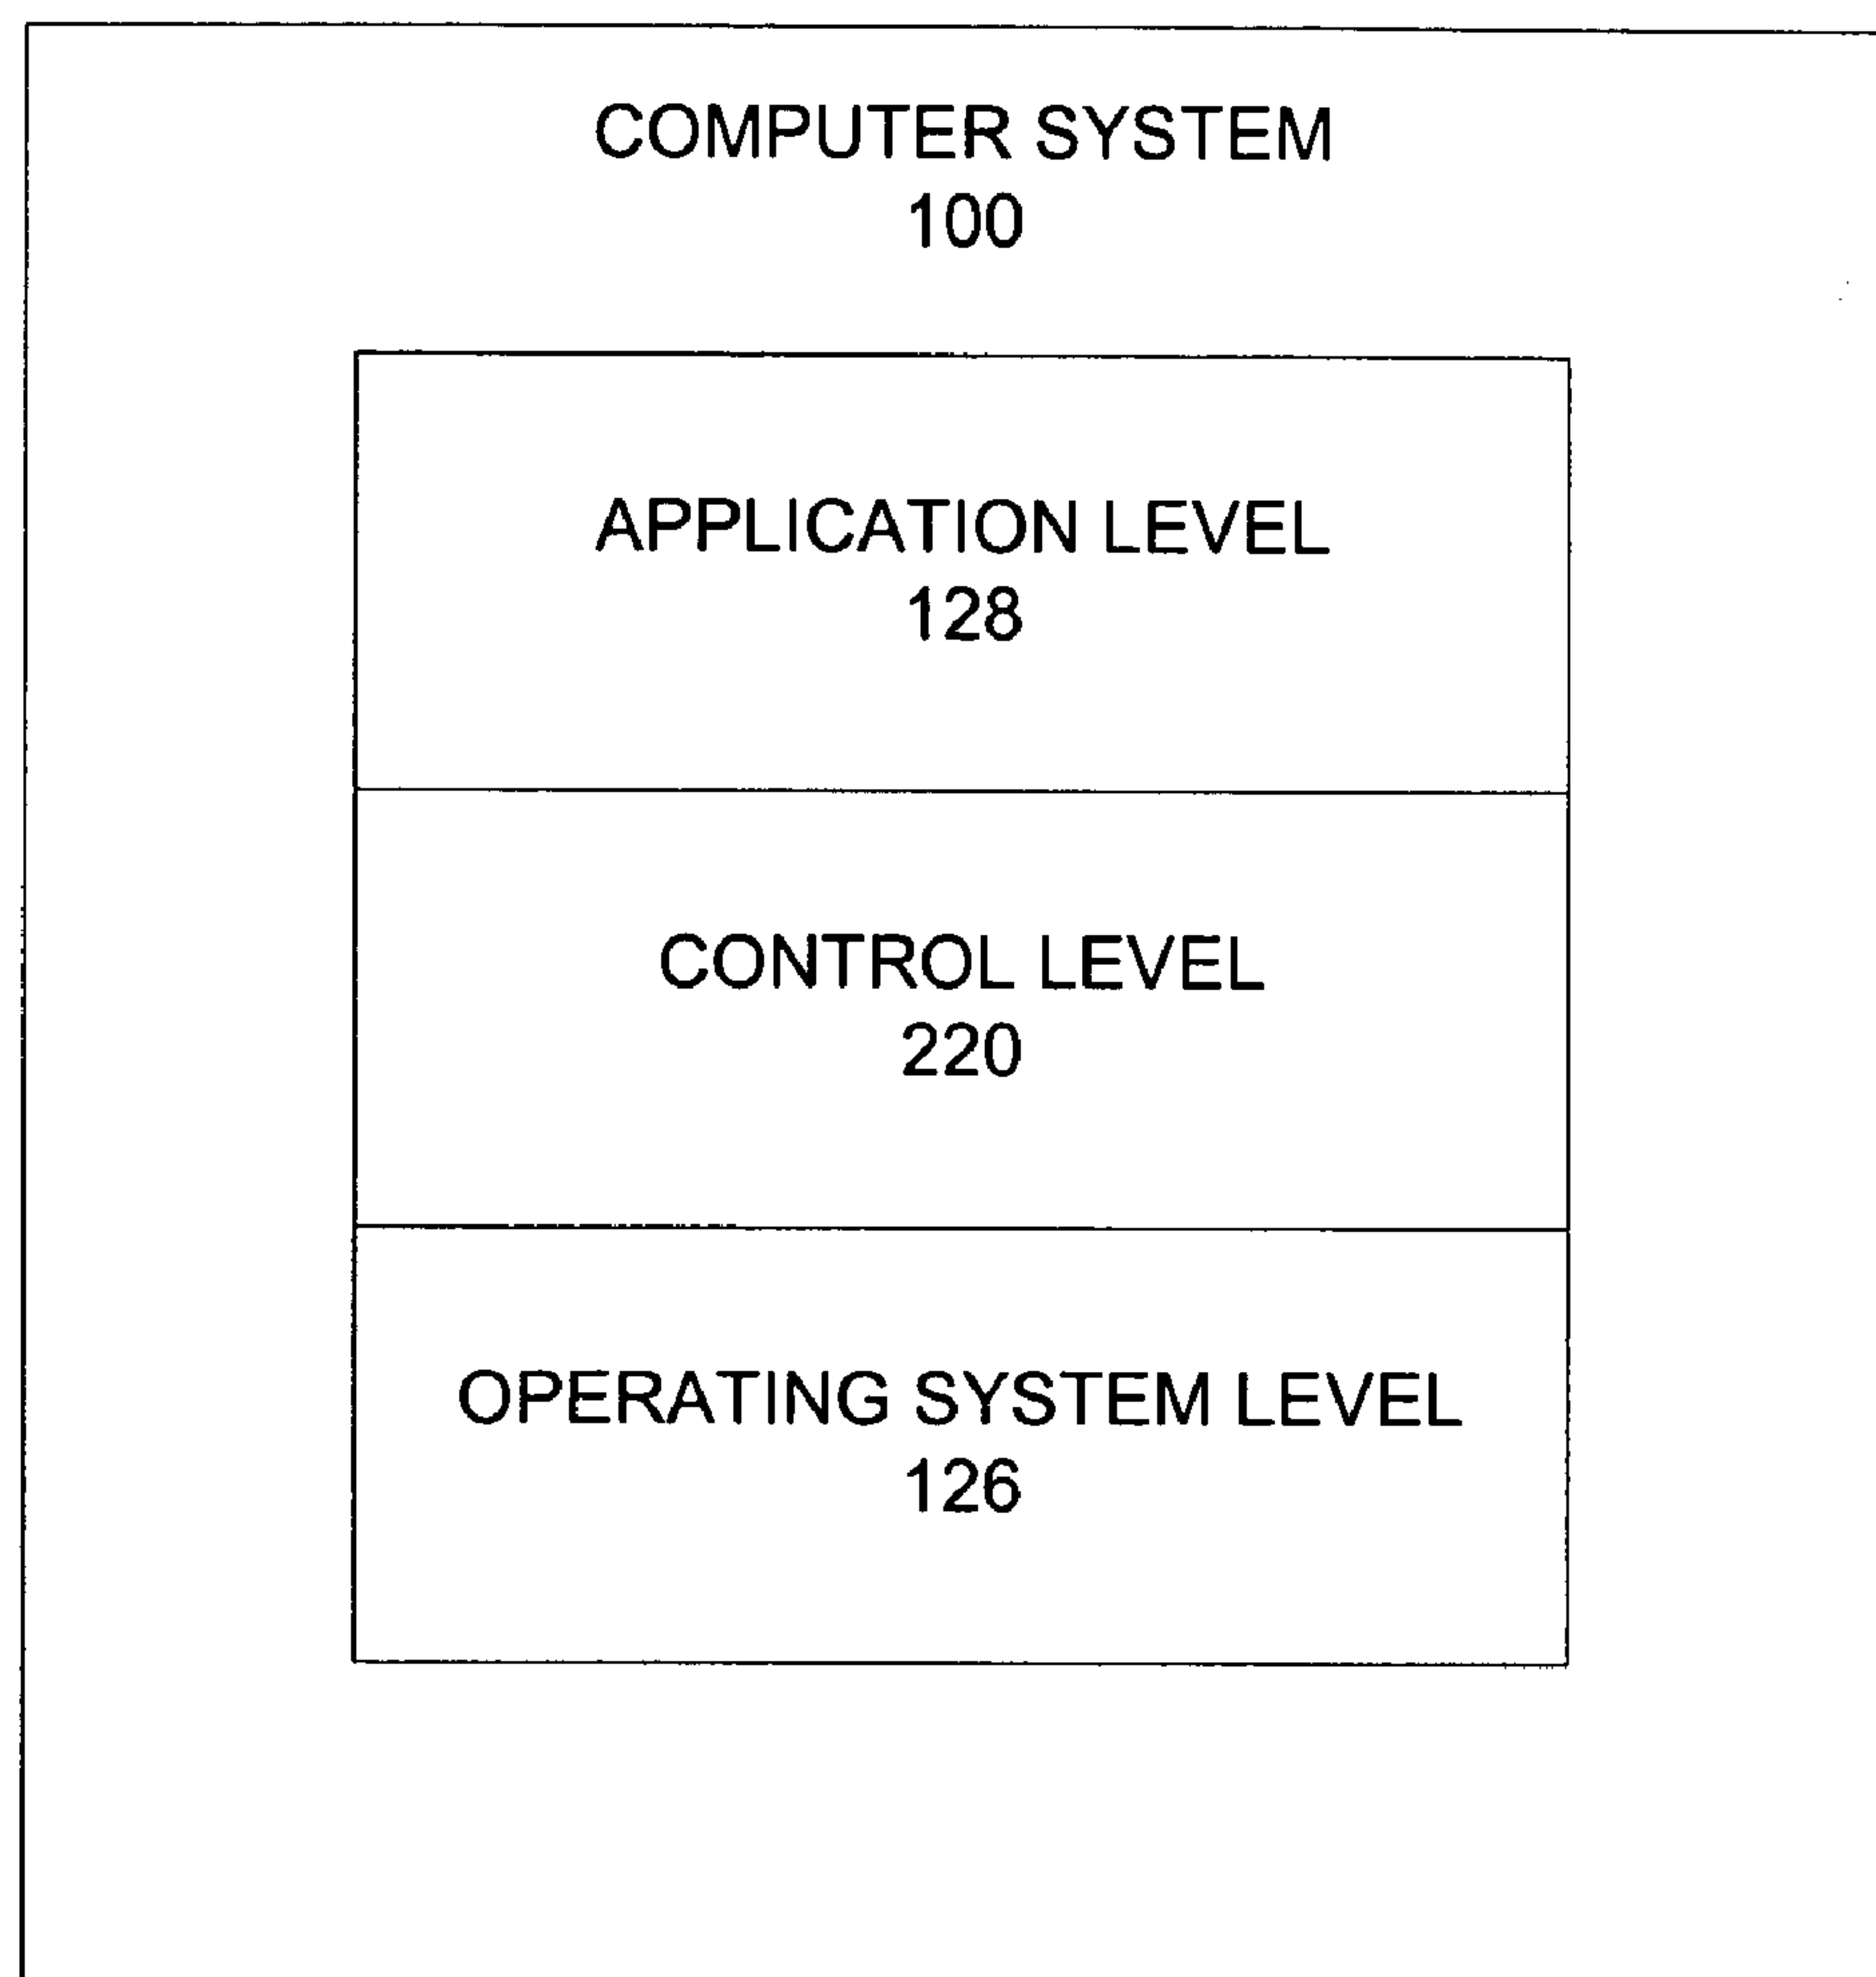 COMPUTER SYSTEM
100
APPLICATION LEVEL
128
CONTROL LEVEL
220
OPERATING SYSTEM LEVEL
126